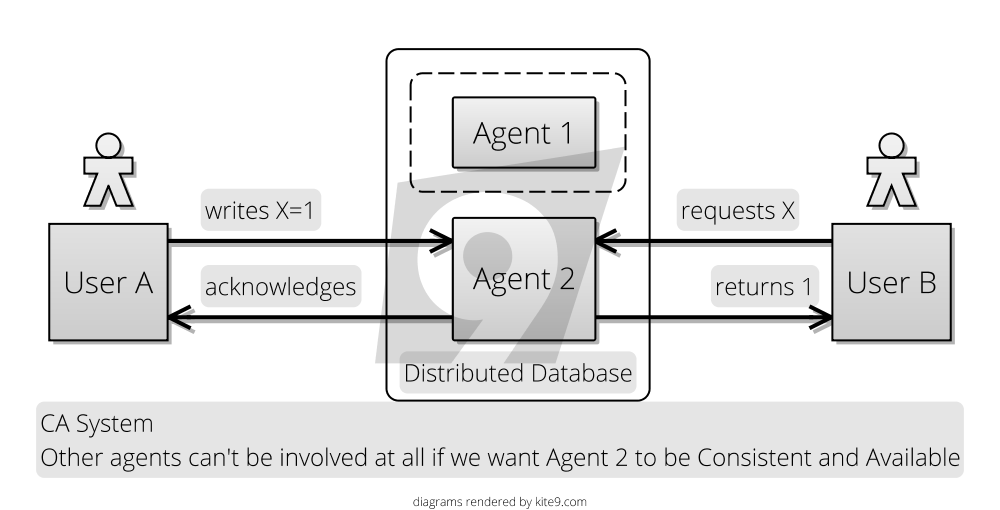 Agent 1
writes X=1
requests X
User A
Agent 2
User B
acknowledges
returns 1
Distributed Database
CA System
Other agents can't be involved at all if we want Agent 2 to be Consistent and Available
diagrams rendered by kite9.com
97